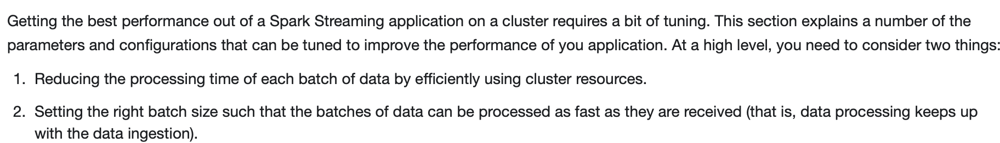 Getting the best performance out of a Spark Streaming application on a cluster requires a bit of tuning. This section explains a number of the
parameters and configurations that can be tuned to improve the performance of you application. At a high level, you need to consider two things:
1. Reducing the processing time of each batch of data by efficiently using cluster resources.
2. Setting the right batch size such that the batches of data can be processed as fast as they are received (that is, data processing keeps up
with the data ingestion).